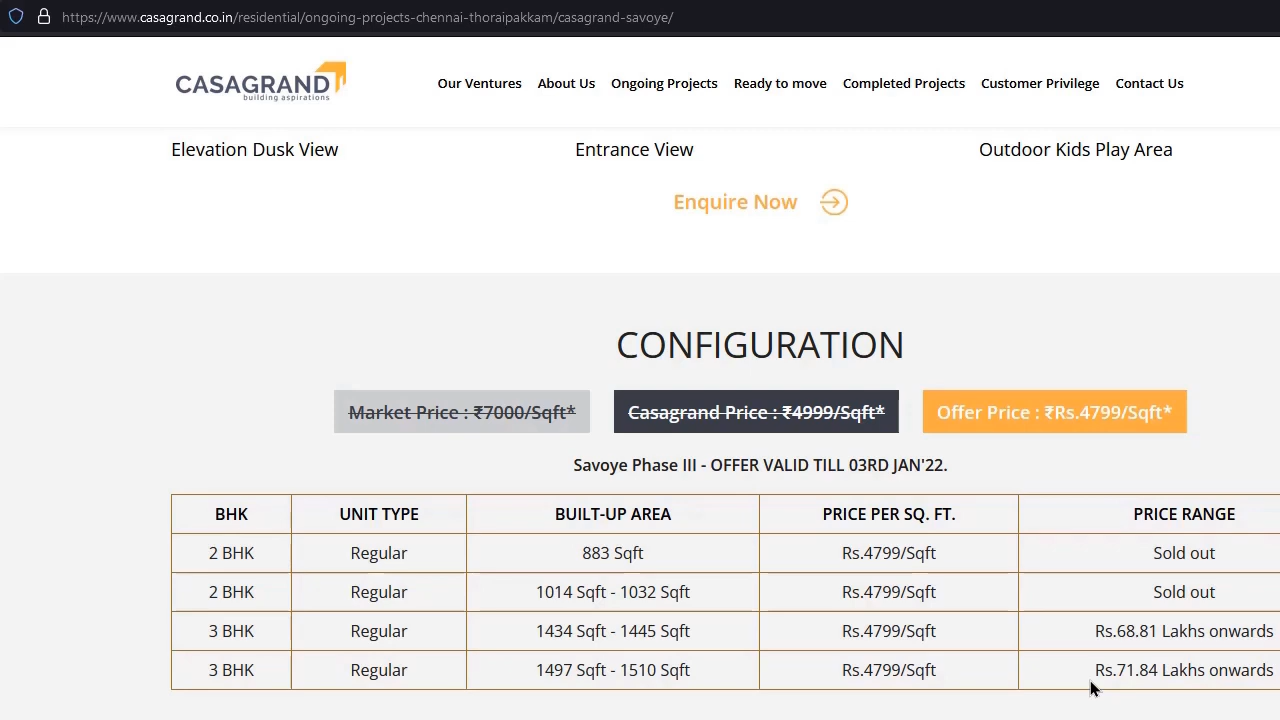 https://www.casagrand.co.in/residential/ongoing-projects-chennai-thoraipakkam/casagrand-savoye/
CASAGRAND
building aspirations
Our Ventures About Us Ongoing Projects Ready to move Completed Projects Customer Privilege Contact Us
Elevation Dusk View Entrance View Outdoor Kids Play Area
Enquire Now
CONFIGURATION
Market Price : ₹7000/Sqft* Casagrand Price : ₹4999/Sqft* Offer Price : ₹Rs.4799/Sqft*
Savoye Phase III - OFFER VALID TILL 03RD JAN'22.
BHK UNIT TYPE BUILT-UP AREA PRICE PER SQ. FT. PRICE RANGE
2 BHK Regular 883 Sqft Rs.4799/Sqft Sold out
2 BHK Regular 1014 Sqft - 1032 Sqft Rs.4799/Sqft Sold out
3 BHK Regular 1434 Sqft - 1445 Sqft Rs.4799/Sqft Rs.68.81 Lakhs onwards
3 BHK Regular 1497 Sqft - 1510 Sqft Rs.4799/Sqft Rs.71.84 Lakhs onwards